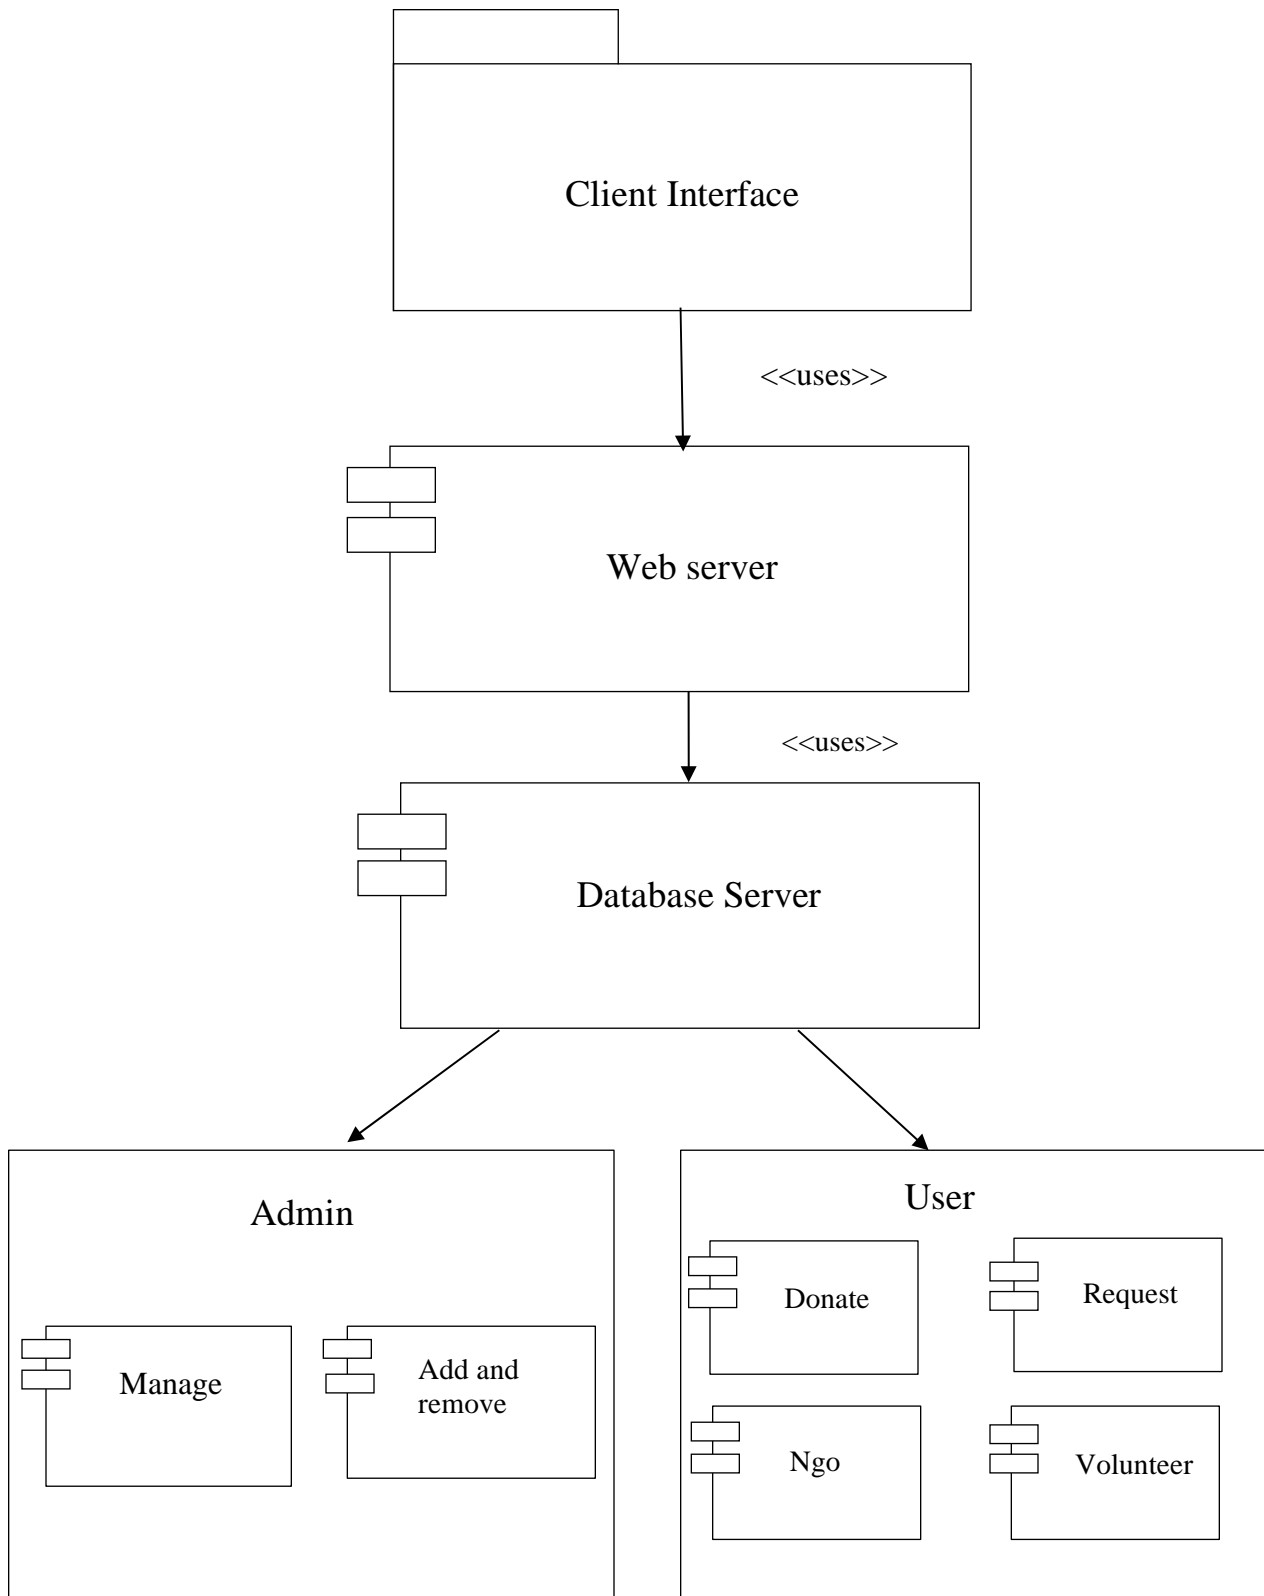 Client Interface
<<uses>>
Web server
<<uses>>
Database Server
Admin
Manage
Add and
remove
User
Donate
Request
Ngo
Volunteer